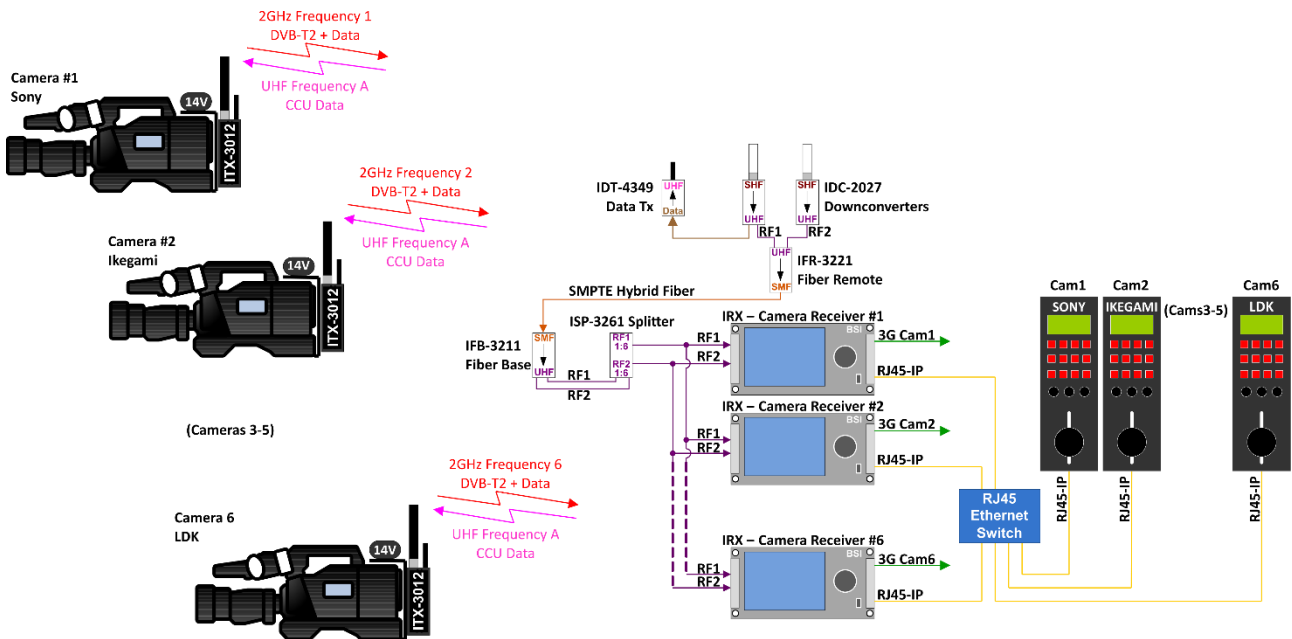 2GHz Frequency 1
DVB-T2 + Data
UHF Frequency A
CCU Data
Camera #1
Sony
14V
ITX-3012
2GHz Frequency 2
DVB-T2 + Data
UHF Frequency A
CCU Data
Camera #2
Ikegami
14V
ITX-3012
(Cameras 3-5)
2GHz Frequency 6
DVB-T2 + Data
UHF Frequency A
CCU Data
Camera 6
LDK
14V
ITX-3012
IDT-4349
Data Tx
UHF
Data
SHF
UHF
RF1
SHF
UHF
RF2
IDC-2027
Downconverters
UHF
SMF
IFR-3221
Fiber Remote
SMPTE Hybrid Fiber
ISP-3261 Splitter
IFB-3211
Fiber Base
SMF
UHF
RF1
RF2
RF1
1:6
RF2
1:6
IRX – Camera Receiver #1
RF1
RF2
BSI
3G Cam1
RJ45-IP
IRX – Camera Receiver #2
RF1
RF2
BSI
3G Cam2
RJ45-IP
IRX – Camera Receiver #6
RF1
RF2
BSI
3G Cam6
RJ45-IP
RJ45
Ethernet
Switch
Cam1
SONY
Cam2
IKEGAMI
(Cams3-5)
Cam6
LDK
RJ45-IP
RJ45-IP
RJ45-IP